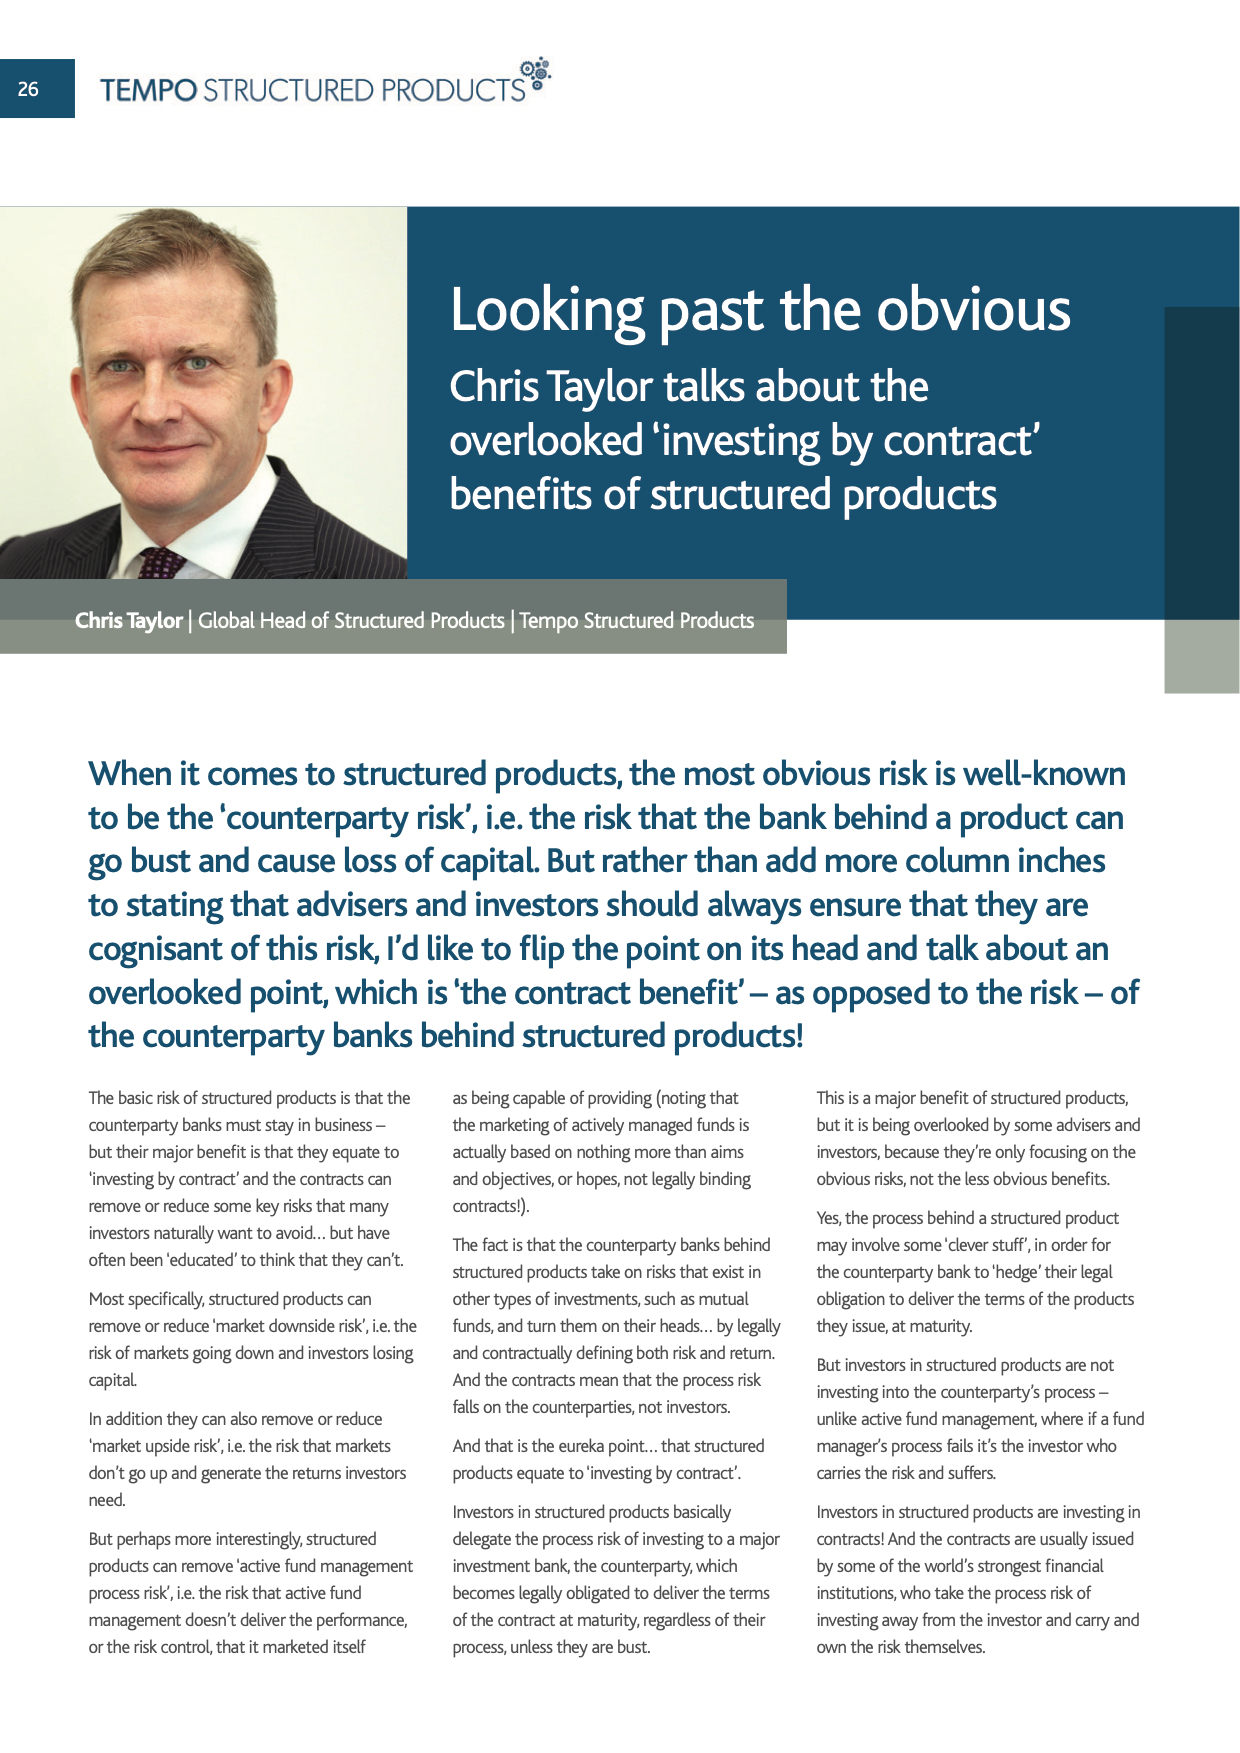 26
TEMPO STRUCTURED PRODUCTS
Looking past the obvious
Chris Taylor talks about the
overlooked ‘investing by contract’
benefits of structured products
Chris Taylor | Global Head of Structured Products | Tempo Structured Products
When it comes to structured products, the most obvious risk is well-known
to be the ‘counterparty risk’, i.e. the risk that the bank behind a product can
go bust and cause loss of capital. But rather than add more column inches
to stating that advisers and investors should always ensure that they are
cognisant of this risk, I’d like to flip the point on its head and talk about an
overlooked point, which is ‘the contract benefit’ – as opposed to the risk – of
the counterparty banks behind structured products!
The basic risk of structured products is that the
counterparty banks must stay in business –
but their major benefit is that they equate to
‘investing by contract’ and the contracts can
remove or reduce some key risks that many
investors naturally want to avoid… but have
often been ‘educated’ to think that they can’t.
Most specifically, structured products can
remove or reduce ‘market downside risk’, i.e. the
risk of markets going down and investors losing
capital.
In addition they can also remove or reduce
‘market upside risk’, i.e. the risk that markets
don’t go up and generate the returns investors
need.
But perhaps more interestingly, structured
products can remove ‘active fund management
process risk’, i.e. the risk that active fund
management doesn’t deliver the performance,
or the risk control, that it marketed itself
as being capable of providing (noting that
the marketing of actively managed funds is
actually based on nothing more than aims
and objectives, or hopes, not legally binding
contracts!).
The fact is that the counterparty banks behind
structured products take on risks that exist in
other types of investments, such as mutual
funds, and turn them on their heads… by legally
and contractually defining both risk and return.
And the contracts mean that the process risk
falls on the counterparties, not investors.
And that is the eureka point… that structured
products equate to ‘investing by contract’.
Investors in structured products basically
delegate the process risk of investing to a major
investment bank, the counterparty, which
becomes legally obligated to deliver the terms
of the contract at maturity, regardless of their
process, unless they are bust.
This is a major benefit of structured products,
but it is being overlooked by some advisers and
investors, because they’re only focusing on the
obvious risks, not the less obvious benefits.
Yes, the process behind a structured product
may involve some ‘clever stuff’, in order for
the counterparty bank to ‘hedge’ their legal
obligation to deliver the terms of the products
they issue, at maturity.
But investors in structured products are not
investing into the counterparty’s process –
unlike active fund management, where if a fund
manager’s process fails it’s the investor who
carries the risk and suffers.
Investors in structured products are investing in
contracts! And the contracts are usually issued
by some of the world’s strongest financial
institutions, who take the process risk of
investing away from the investor and carry and
own the risk themselves.